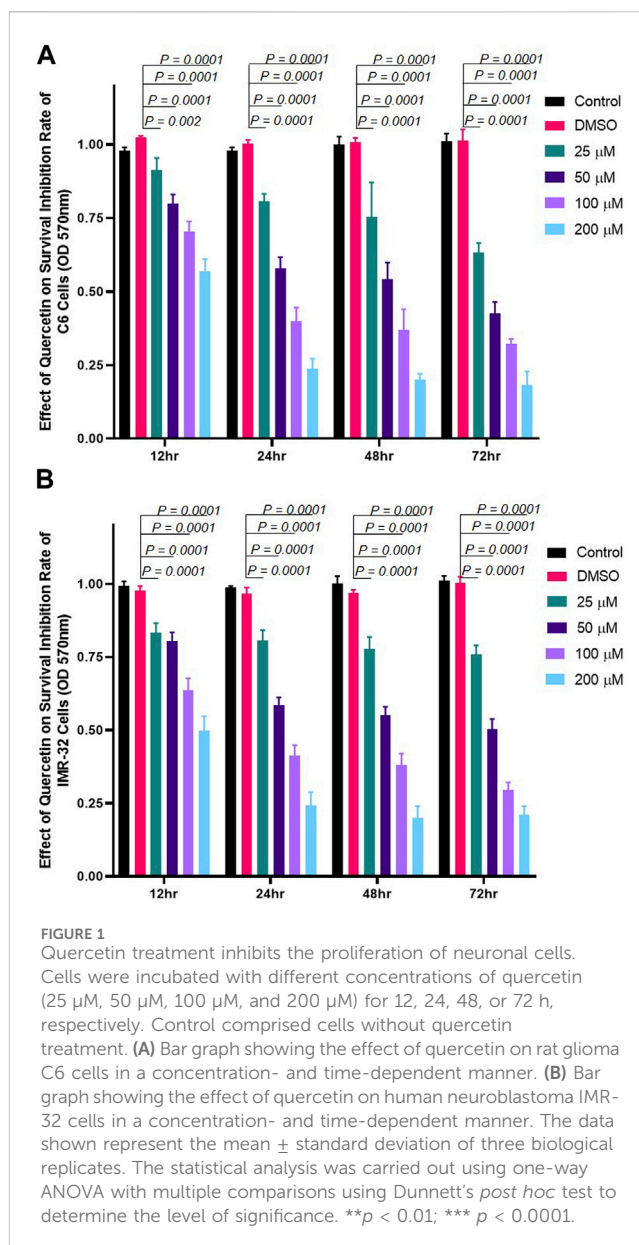 A
P = 0.0001 P = 0.0001 P = 0.0001 P = 0.0001
P = 0.0001 P = 0.0001 P = 0.0001 P = 0.0001
P = 0.0001 P = 0.0001 P = 0.0001 P = 0.0001
P = 0.002 P = 0.0001 P = 0.0001 P = 0.0001
Effect of Quercetin on Survival Inhibition Rate of
C6 Cells (OD 570nm)
1.00
0.75
0.50
0.25
0.00
12hr 24hr 48hr 72hr
Control
DMSO
25 μM
50 μM
100 μM
200 μM
B
P = 0.0001 P = 0.0001 P = 0.0001 P = 0.0001
P = 0.0001 P = 0.0001 P = 0.0001 P = 0.0001
P = 0.0001 P = 0.0001 P = 0.0001 P = 0.0001
P = 0.0001 P = 0.0001 P = 0.0001 P = 0.0001
Effect of Quercetin on Survival Inhibition Rate of
IMR-32 Cells (OD 570nm)
1.00
0.75
0.50
0.25
0.00
12hr 24hr 48hr 72hr
Control
DMSO
25 μM
50 μM
100 μM
200 μM
FIGURE 1
Quercetin treatment inhibits the proliferation of neuronal cells.
Cells were incubated with different concentrations of quercetin
(25 μM, 50 μM, 100 μM, and 200 μM) for 12, 24, 48, or 72 h,
respectively. Control comprised cells without quercetin
treatment. (A) Bar graph showing the effect of quercetin on rat glioma
C6 cells in a concentration- and time-dependent manner. (B) Bar
graph showing the effect of quercetin on human neuroblastoma IMR-
32 cells in a concentration- and time-dependent manner. The data
shown represent the mean ± standard deviation of three biological
replicates. The statistical analysis was carried out using one-way
ANOVA with multiple comparisons using Dunnett's post hoc test to
determine the level of significance. **p < 0.01; *** p < 0.0001.